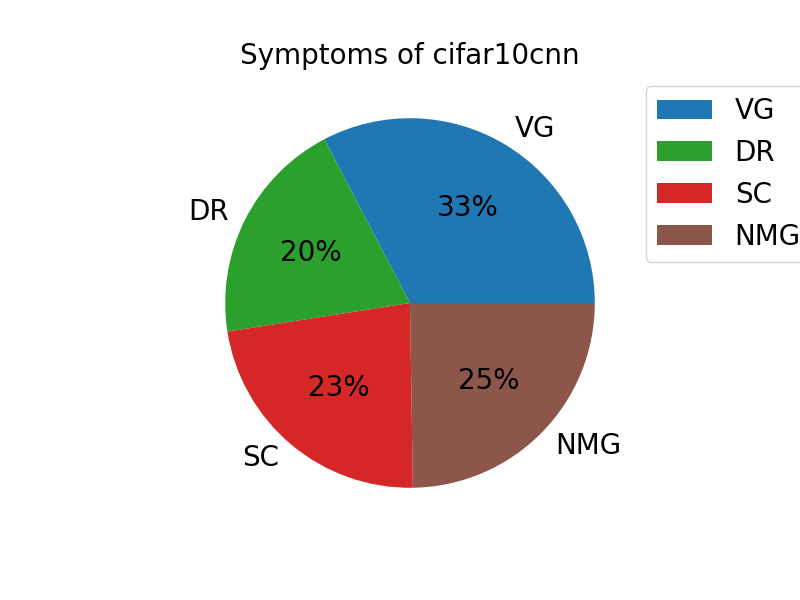 Symptoms of cifar10cnn
VG
DR
SC
NMG
33%
20%
23%
25%
VG
DR
SC
NMG